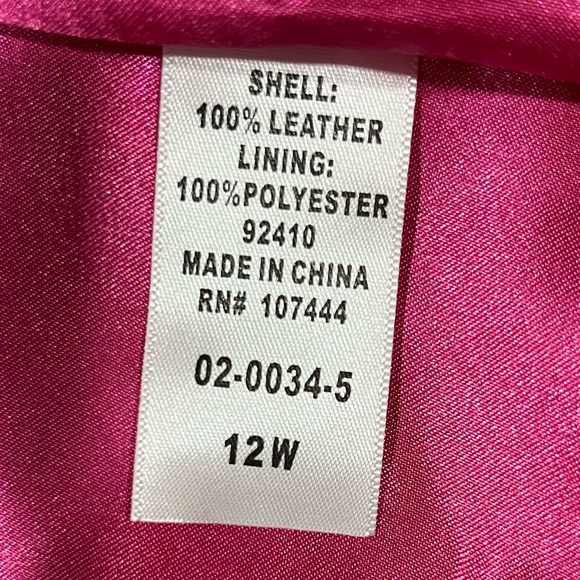 SHELL:
100% LEATHER
LINING:
100%POLYESTER
92410
MADE IN CHINA
RN# 107444
02-0034-5
12W